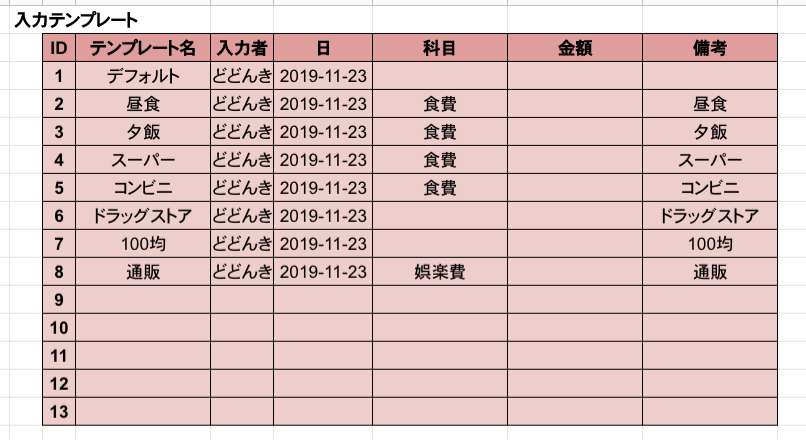 入力テンプレート
ID テンプレート名 入力者 日 科目 金額 備考
1 デフォルト どどんき 2019-11-23
2 昼食 どどんき 2019-11-23 食費 昼食
3 夕飯 どどんき 2019-11-23 食費 夕飯
4 スーパー どどんき 2019-11-23 食費 スーパー
5 コンビニ どどんき 2019-11-23 食費 コンビニ
6 ドラッグストア どどんき 2019-11-23 ドラッグストア
7 100均 どどんき 2019-11-23 100均
8 通販 どどんき 2019-11-23 娯楽費 通販
9
10
11
12
13